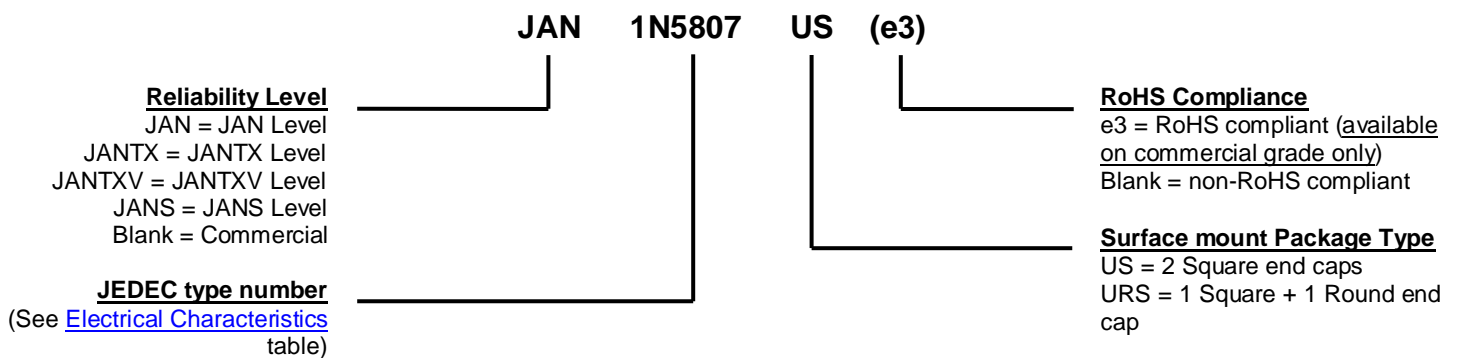 JAN 1N5807 US (e3)
Reliability Level
JAN = JAN Level
JANTX = JANTX Level
JANTXV = JANTXV Level
JANS = JANS Level
Blank = Commercial
JEDEC type number
(See Electrical Characteristics
table)
RoHS Compliance
e3 = RoHS compliant (available
on commercial grade only)
Blank = non-RoHS compliant
Surface mount Package Type
US = 2 Square end caps
URS = 1 Square + 1 Round end
cap